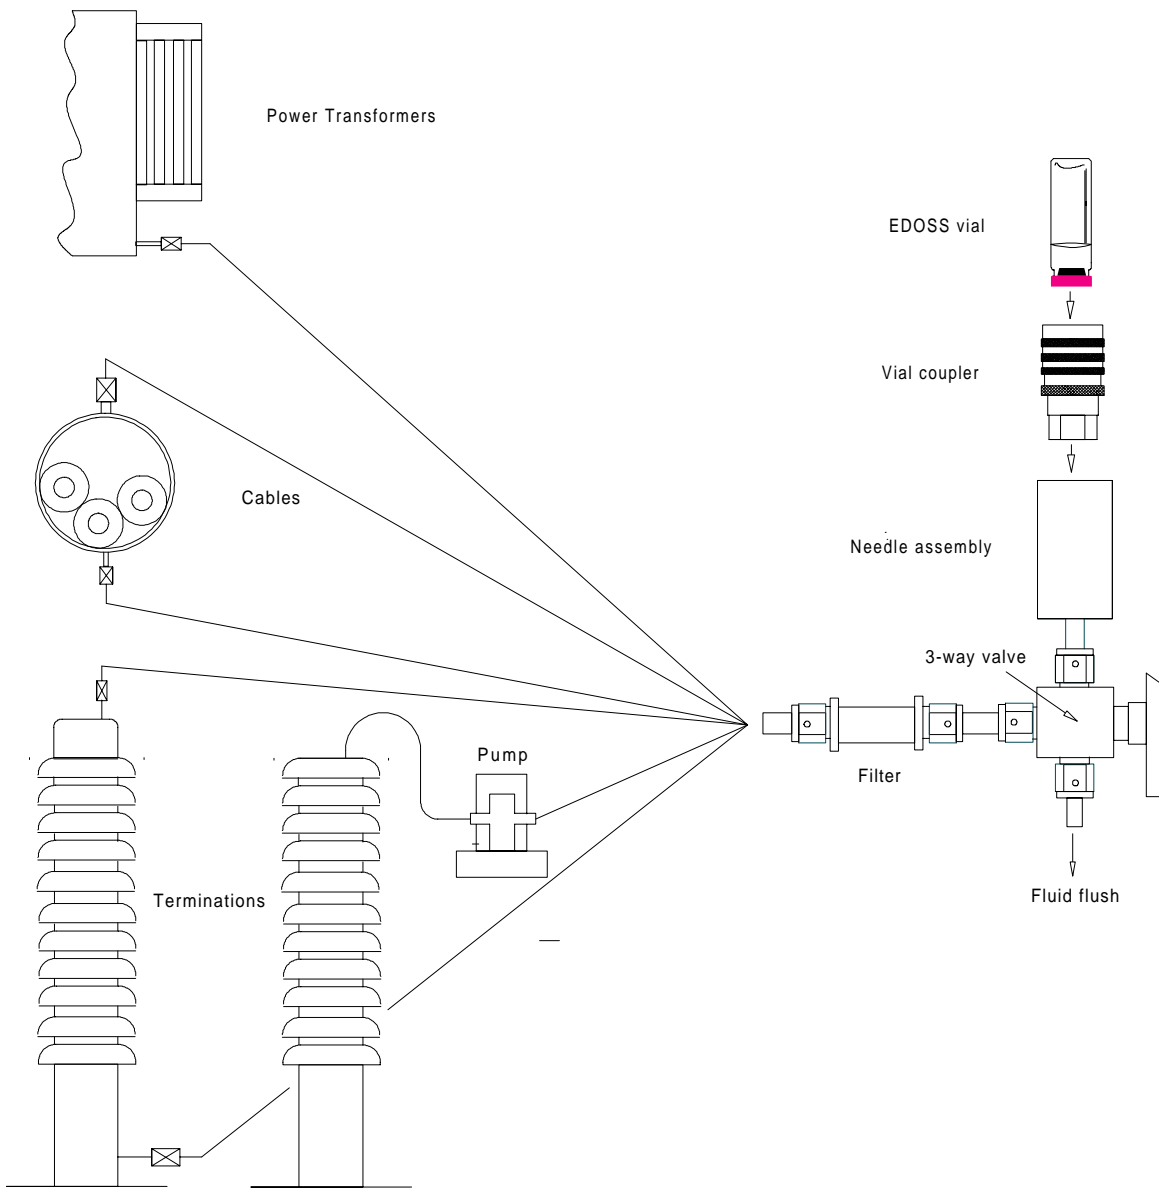 Power Transformers
EDOSS vial
Vial coupler
Cables
Needle assembly
3-way valve
Pump
Filter
Terminations
Fluid flush